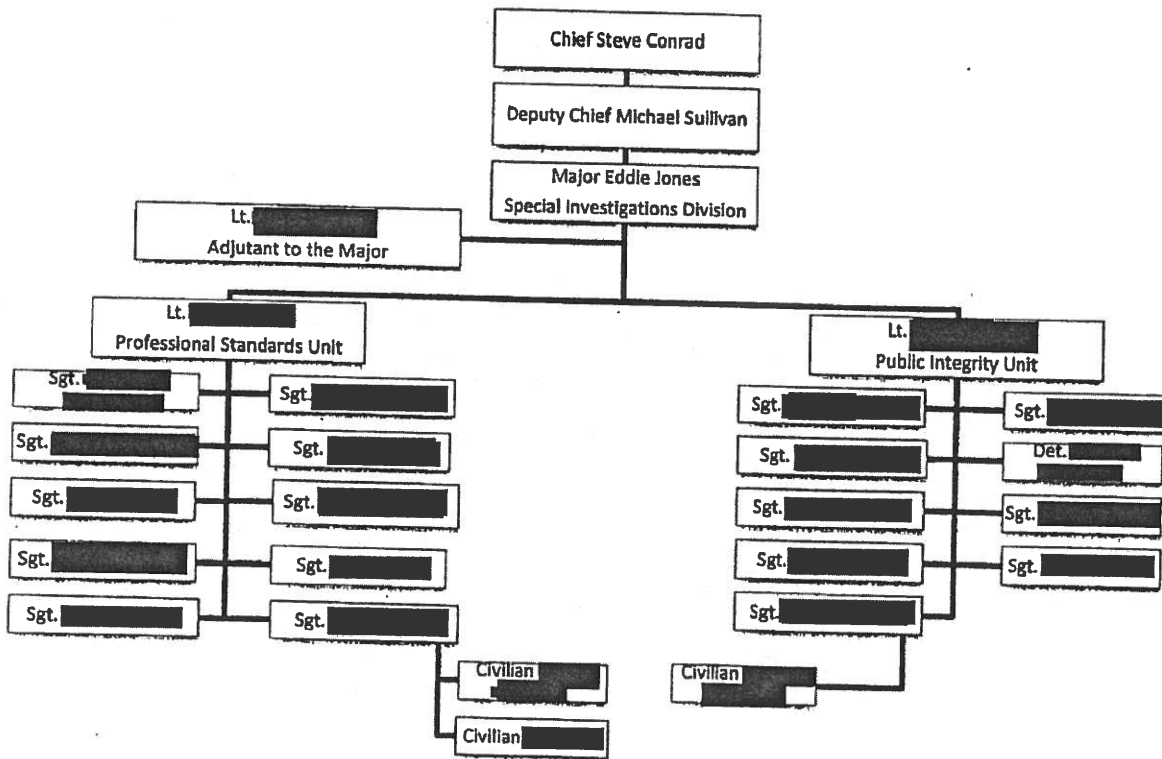 Chief Steve Conrad
Deputy Chief Michael Sullivan
Major Eddie Jones
Special Investigations Division
Lt.
Adjutant to the Major
Lt.
Professional Standards Unit
Lt.
Public Integrity Unit
Sgt.
Sgt.
Sgt.
Sgt.
Sgt.
Sgt.
Sgt.
Sgt.
Sgt.
Sgt.
Civilian
Civilian
Sgt.
Sgt.
Sgt.
Det.
Sgt.
Sgt.
Sgt.
Sgt.
Sgt.
Civilian